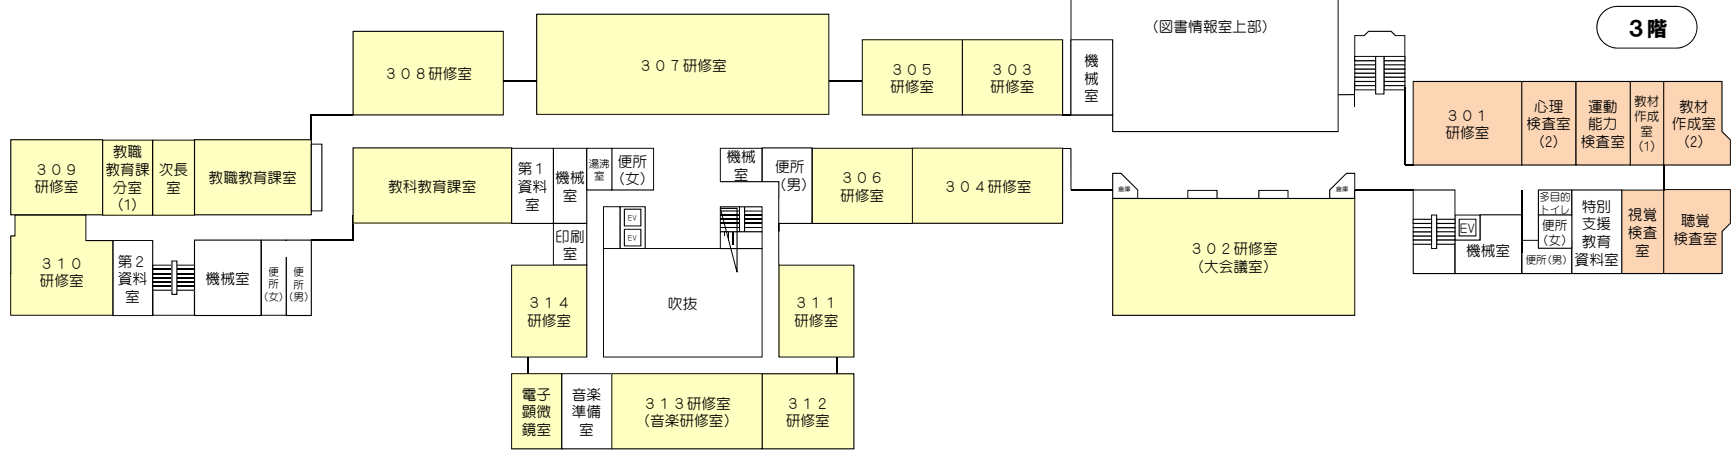 3階
(図書情報室上部)
308研修室
307研修室
305
研修室
303
研修室
機
械
室
301
研修室
心理
検査室
(2)
運動
能力
検査室
教材
作成
室
(1)
教材
作成室
(2)
309
研修室
教職
教育課
分室
(1)
次長
室
教職教育課室
教科教育課室
第1
資料
室
機械
室
湯沸
室
便所
(女)
機械
室
便所
(男)
306
研修室
304研修室
倉庫
倉庫
302研修室
(大会議室)
EV
機械室
多目的
トイレ
便所
(女)
便所(男)
特別
支援
教育
資料室
視覚
検査
室
聴覚
検査室
310
研修室
第2
資料
室
機械室
便
所
(女)
便
所
(男)
印刷
室
EV
EV
吹抜
314
研修室
311
研修室
電子
顕微
鏡室
音楽
準備
室
313研修室
(音楽研修室)
312
研修室